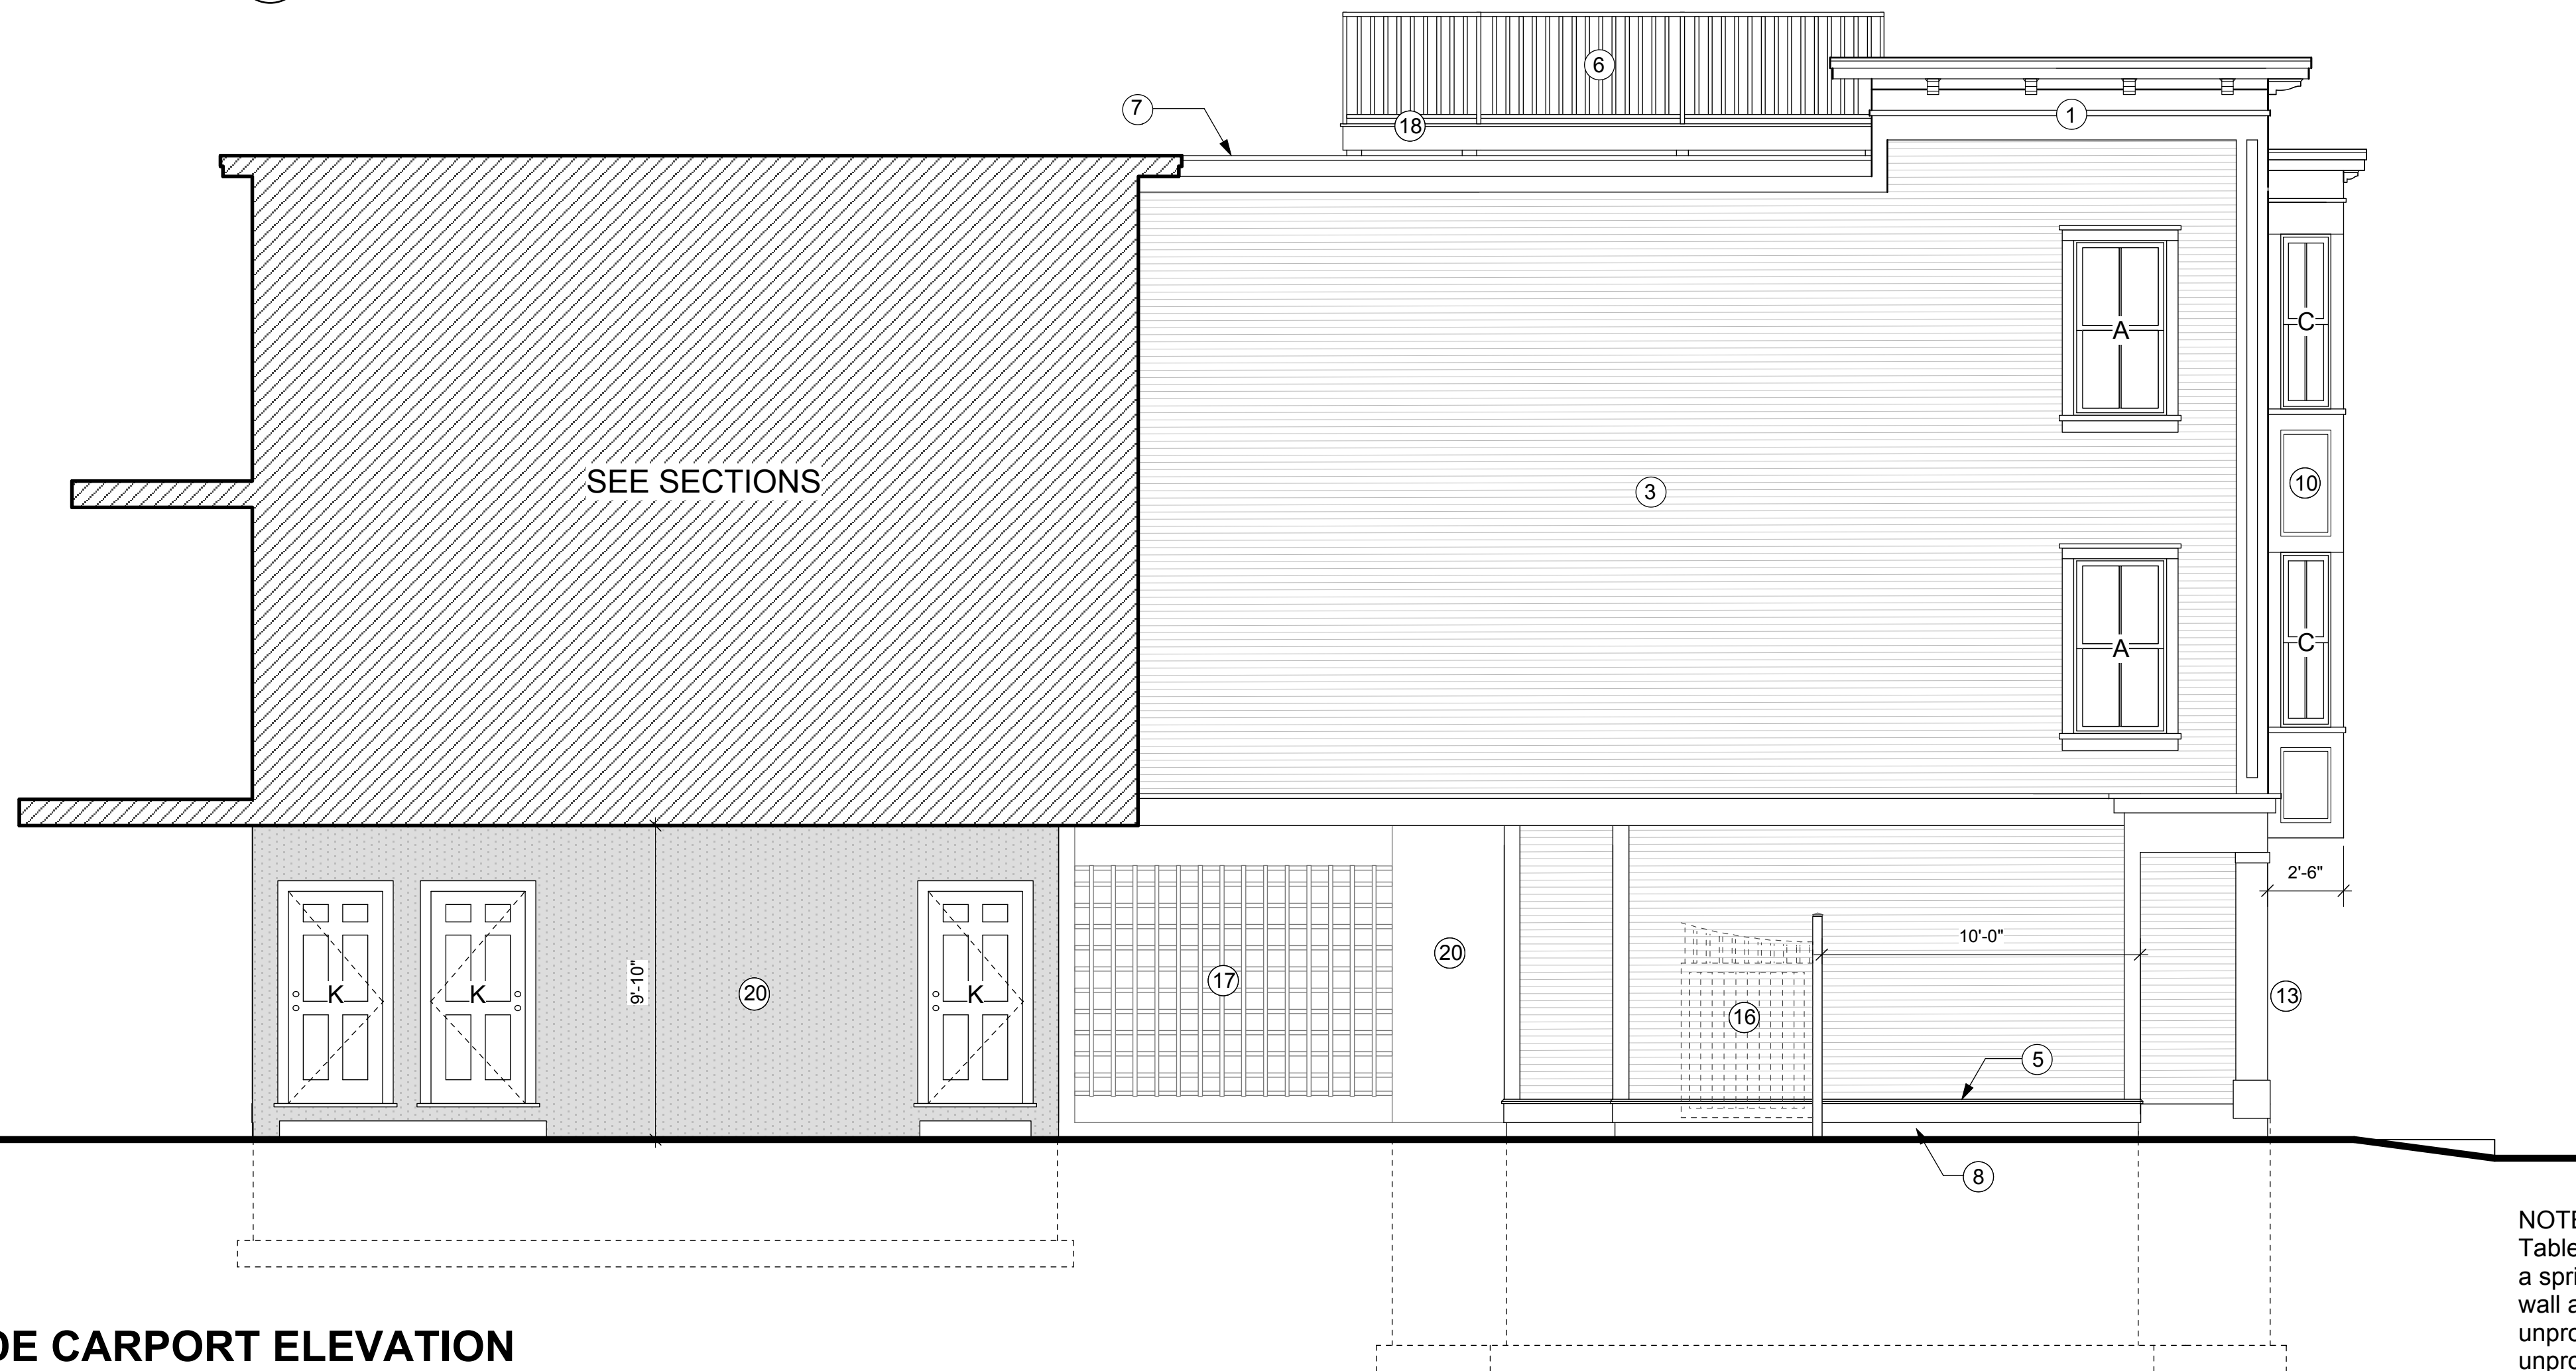 6
7
18
1
A
C
SEE SECTIONS
3
10
A
C
2'-6"
10'-0"
20
17
K
K
9'-10"
20
K
16
13
5
8
NOTE
Table
a spri
wall a
unpro
unpro
DE CARPORT ELEVATION